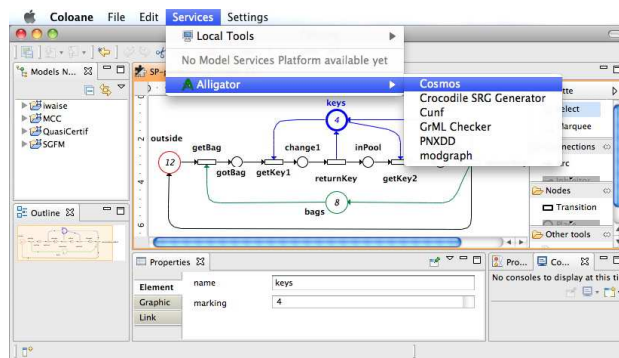 Coloane File Edit Services Settings
Local Tools
No Model Services Platform available yet
Alligator
Cosmos
Crocodile SRG Generator
Cunf
GrML Checker
PNXDD
modgraph
Models N...
iwaise
MCC
QuasiCertif
SGFM
Outline
keys
4
outside
12
getBag
gotBag
getKey1
change1
returnKey
inPool
getKey2
8
bags
Marquee
Nodes
Transition
Other tools
Properties
Element
Graphic
Link
name
keys
marking
4
Pro...
Co...
No consoles to display at this ti